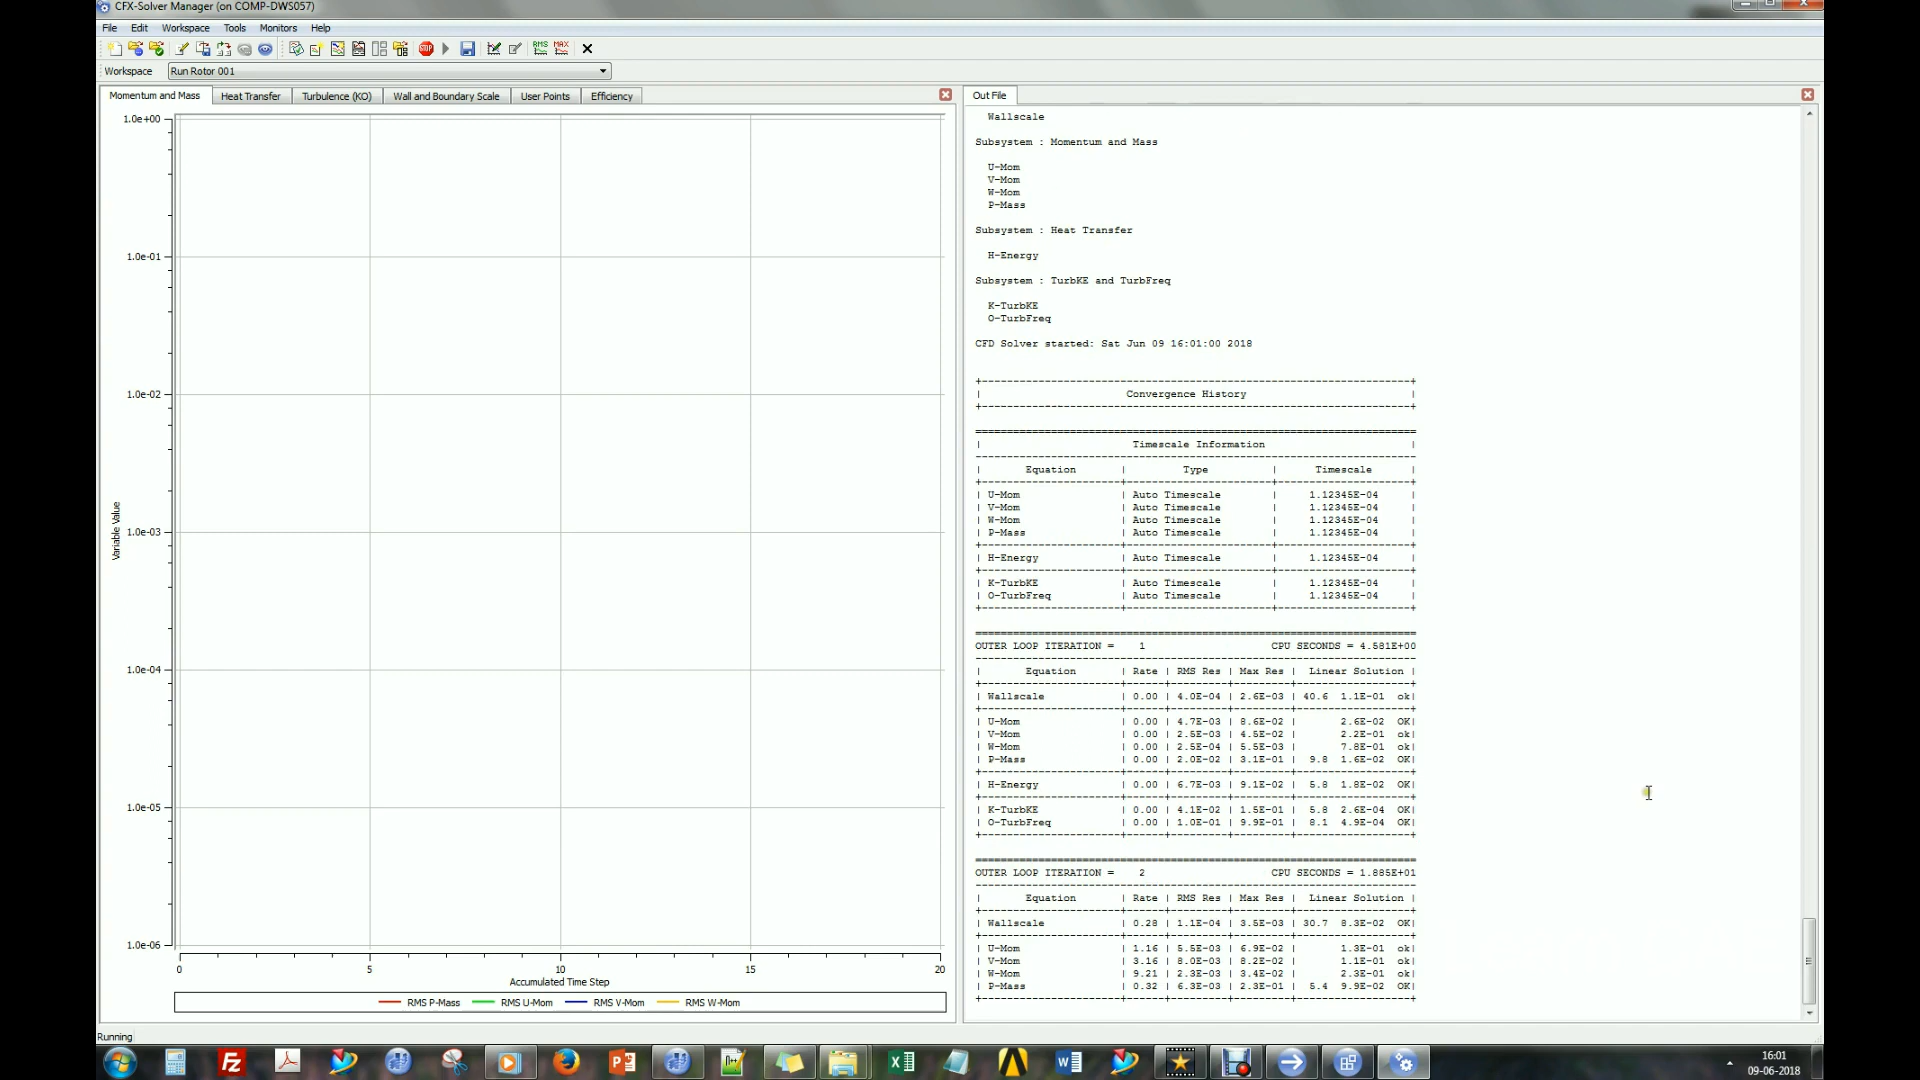 CFX-Solver Manager (on COMP-DWS057)
File Edit Workspace Tools Monitors Help
STOP RMS MAX
Workspace Run Rotor 001
Momentum and Mass Heat Transfer Turbulence (KO) Wall and Boundary Scale User Points Efficiency
1.0e+00
1.0e-01
1.0e-02
1.0e-03
1.0e-04
1.0e-05
1.0e-06
Variable Value
0 5 10 15 20
Accumulated Time Step
RMS P-Mass RMS U-Mom RMS V-Mom RMS W-Mom
Out File
Wallscale
Subsystem : Momentum and Mass
U-Mom
V-Mom
W-Mom
P-Mass
Subsystem : Heat Transfer
H-Energy
Subsystem : TurbKE and TurbFreq
K-TurbKE
O-TurbFreq
CFD Solver started: Sat Jun 09 16:01:00 2018
| Convergence History |
| Timescale Information |
| Equation | Type | Timescale |
| U-Mom | Auto Timescale | 1.12345E-04 |
| V-Mom | Auto Timescale | 1.12345E-04 |
| W-Mom | Auto Timescale | 1.12345E-04 |
| P-Mass | Auto Timescale | 1.12345E-04 |
| H-Energy | Auto Timescale | 1.12345E-04 |
| K-TurbKE | Auto Timescale | 1.12345E-04 |
| O-TurbFreq | Auto Timescale | 1.12345E-04 |
OUTER LOOP ITERATION = 1 CPU SECONDS = 4.581E+00
| Equation | Rate | RMS Res | Max Res | Linear Solution |
| Wallscale | 0.00 | 4.0E-04 | 2.6E-03 | 40.6 1.1E-01 ok|
| U-Mom | 0.00 | 4.7E-03 | 8.6E-02 | 2.6E-02 OK|
| V-Mom | 0.00 | 2.5E-03 | 4.5E-02 | 2.2E-01 ok|
| W-Mom | 0.00 | 2.5E-04 | 5.5E-03 | 7.8E-01 ok|
| P-Mass | 0.00 | 2.0E-02 | 3.1E-01 | 9.8 1.6E-02 OK|
| H-Energy | 0.00 | 6.7E-03 | 9.1E-02 | 5.8 1.8E-02 OK|
| K-TurbKE | 0.00 | 4.1E-02 | 1.5E-01 | 5.8 2.6E-04 OK|
| O-TurbFreq | 0.00 | 1.0E-01 | 9.9E-01 | 8.1 4.9E-04 OK|
OUTER LOOP ITERATION = 2 CPU SECONDS = 1.885E+01
| Equation | Rate | RMS Res | Max Res | Linear Solution |
| Wallscale | 0.28 | 1.1E-04 | 3.5E-03 | 30.7 8.3E-02 OK|
| U-Mom | 1.16 | 5.5E-03 | 6.9E-02 | 1.3E-01 ok|
| V-Mom | 3.16 | 8.0E-03 | 8.2E-02 | 1.1E-01 ok|
| W-Mom | 9.21 | 2.3E-03 | 3.4E-02 | 2.3E-01 ok|
| P-Mass | 0.32 | 6.3E-03 | 2.3E-01 | 5.4 9.9E-02 OK|
Running
16:01
09-06-2018